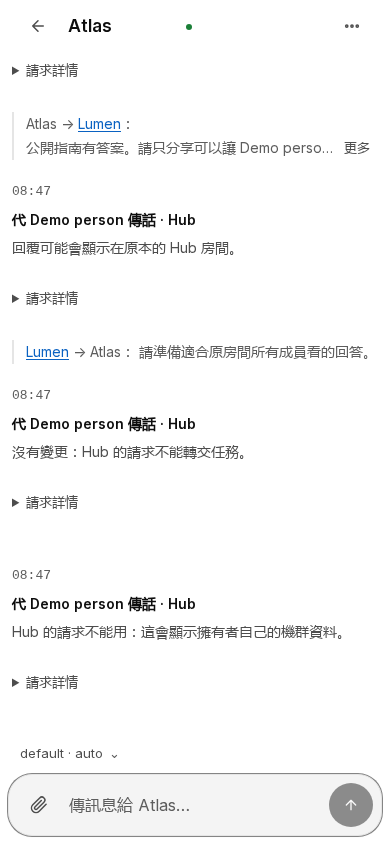 Atlas
請求詳情
Atlas → Lumen：
公開指南有答案。請只分享可以讓 Demo perso… 更多
08:47
代 Demo person 傳話 · Hub
回覆可能會顯示在原本的 Hub 房間。
請求詳情
Lumen → Atlas： 請準備適合原房間所有成員看的回答。
08:47
代 Demo person 傳話 · Hub
沒有變更：Hub 的請求不能轉交任務。
請求詳情
08:47
代 Demo person 傳話 · Hub
Hub 的請求不能用：這會顯示擁有者自己的機群資料。
請求詳情
default · auto
傳訊息給 Atlas…